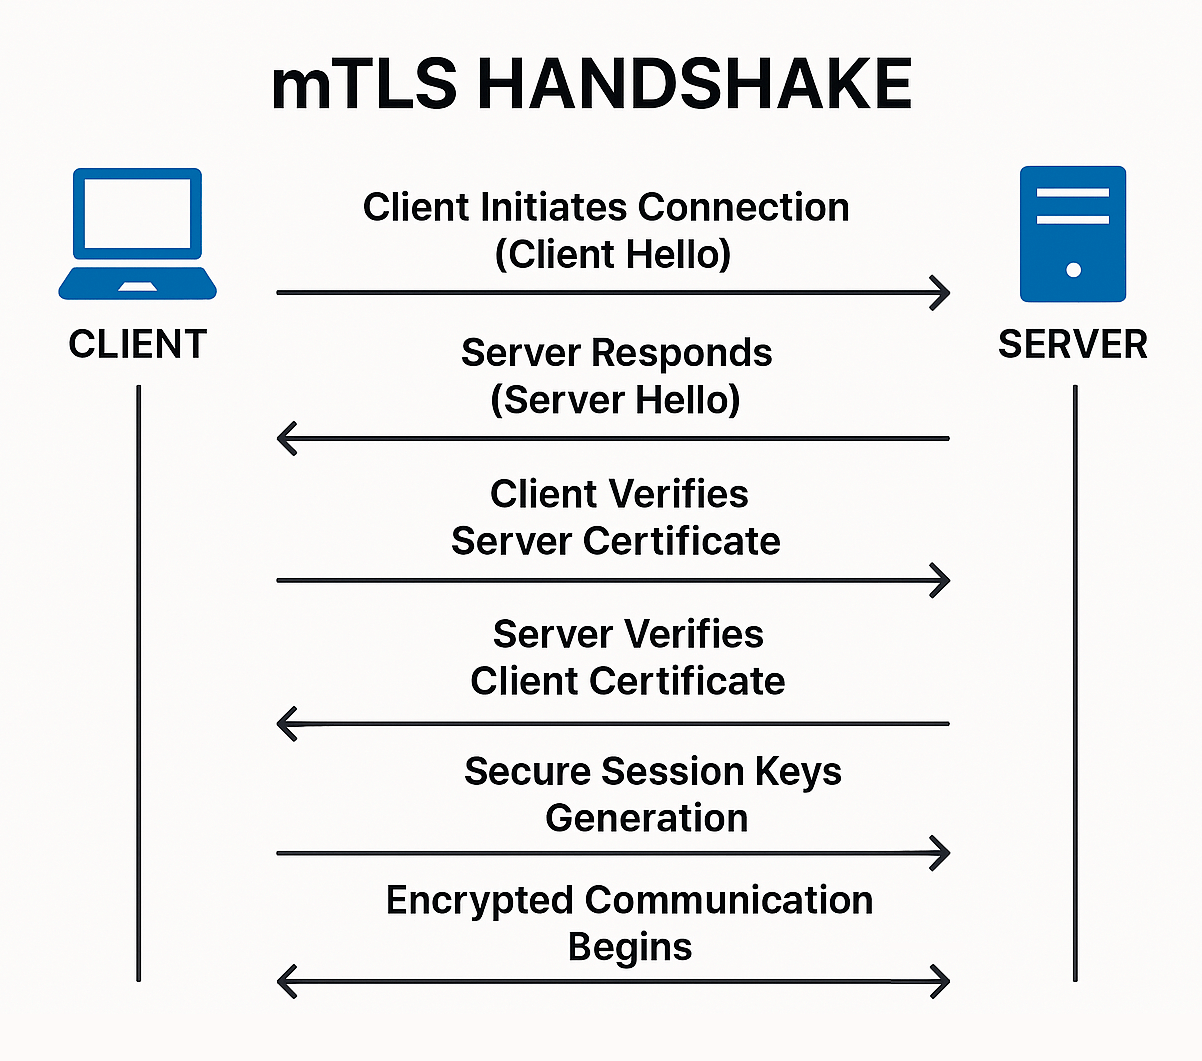 mTLS HANDSHAKE
Client Initiates Connection
(Client Hello)
CLIENT
SERVER
Server Responds
(Server Hello)
Client Verifies
Server Certificate
Server Verifies
Client Certificate
Secure Session Keys
Generation
Encrypted Communication
Begins